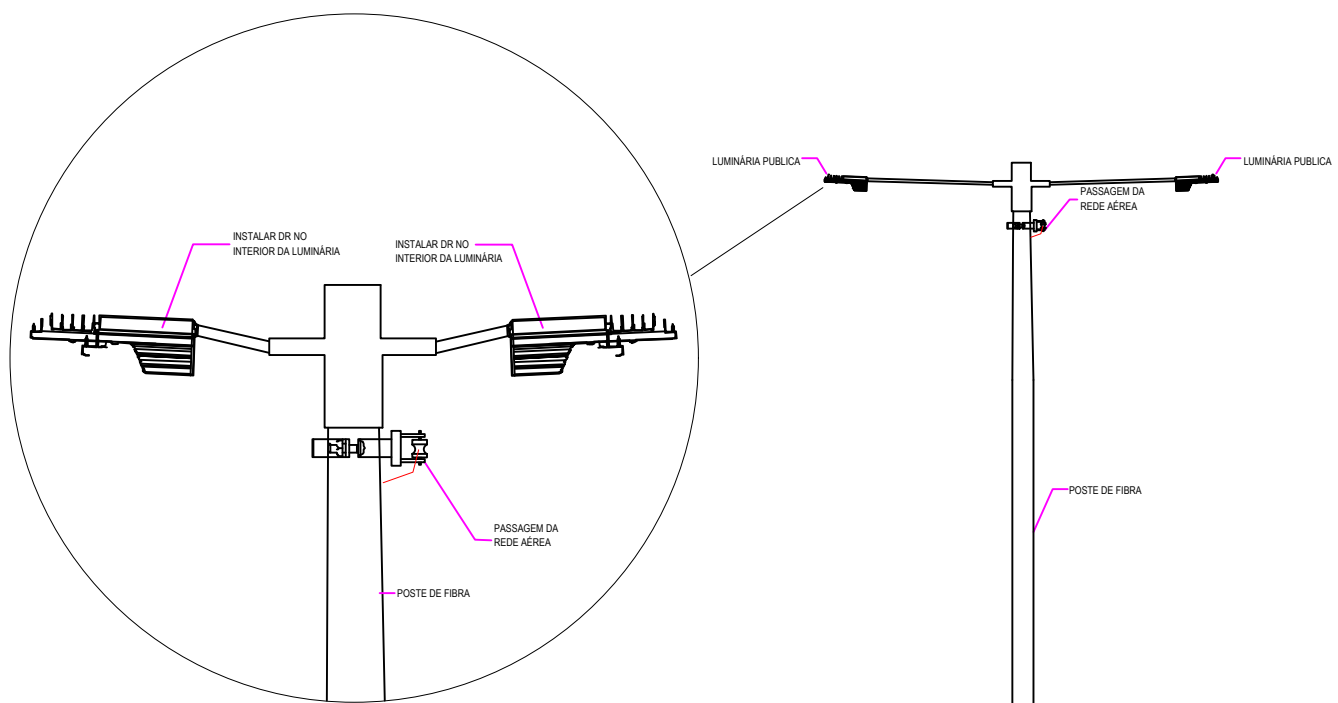 INSTALAR DR NO
INTERIOR DA LUMINÁRIA
INSTALAR DR NO
INTERIOR DA LUMINÁRIA
PASSAGEM DA
REDE AÉREA
POSTE DE FIBRA
LUMINÁRIA PUBLICA
LUMINÁRIA PUBLICA
PASSAGEM DA
REDE AÉREA
POSTE DE FIBRA